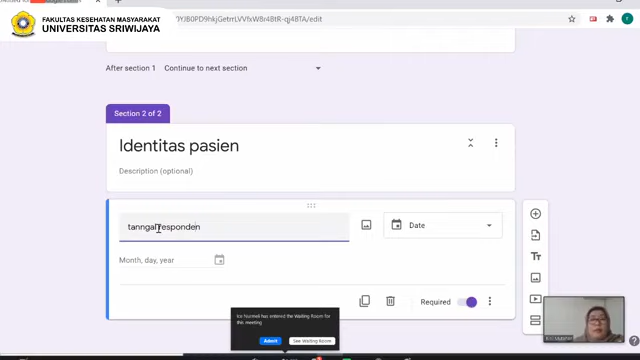 FAKULTAS KESEHATAN MASYARAKAT
UNIVERSITAS SRIWIJAYA
After section 1 Continue to next section
Section 2 of 2
Identitas pasien
Description (optional)
tanngal responden
Date
Month, day, year
Required
has entered the Waiting Room for
this meeting
Admit
See Waiting Room